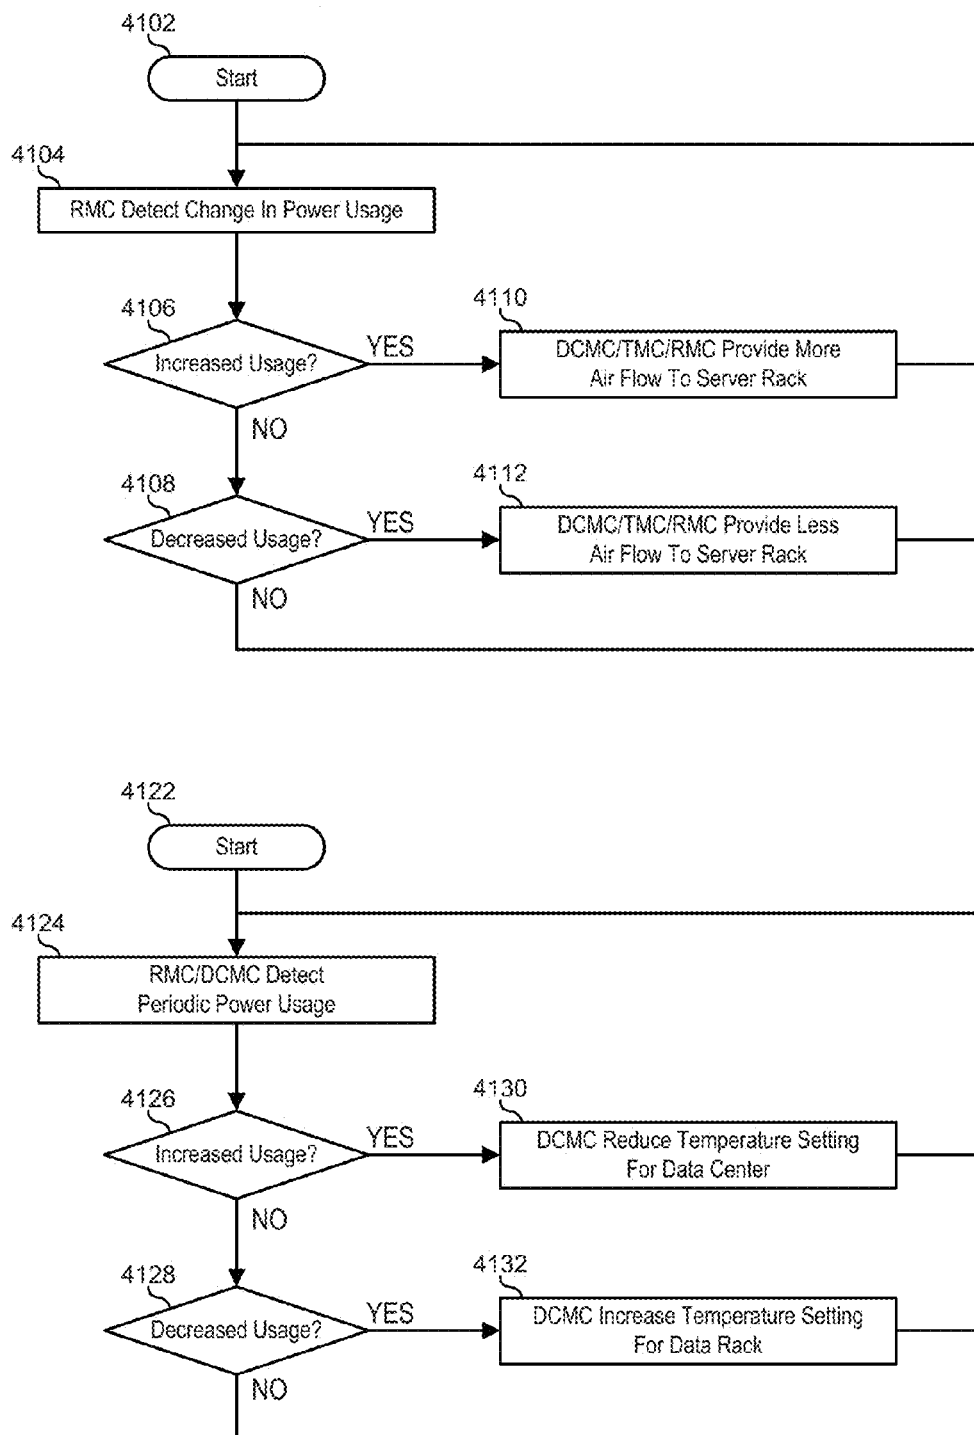 4102
Start
4104
RMC Detect Change In Power Usage
4106
Increased Usage?
YES
4110
DCMC/TMC/RMC Provide More
Air Flow To Server Rack
NO
4108
Decreased Usage?
YES
4112
DCMC/TMC/RMC Provide Less
Air Flow To Server Rack
NO
4122
Start
4124
RMC/DCMC Detect
Periodic Power Usage
4126
Increased Usage?
YES
4130
DCMC Reduce Temperature Setting
For Data Center
NO
4128
Decreased Usage?
YES
4132
DCMC Increase Temperature Setting
For Data Rack
NO